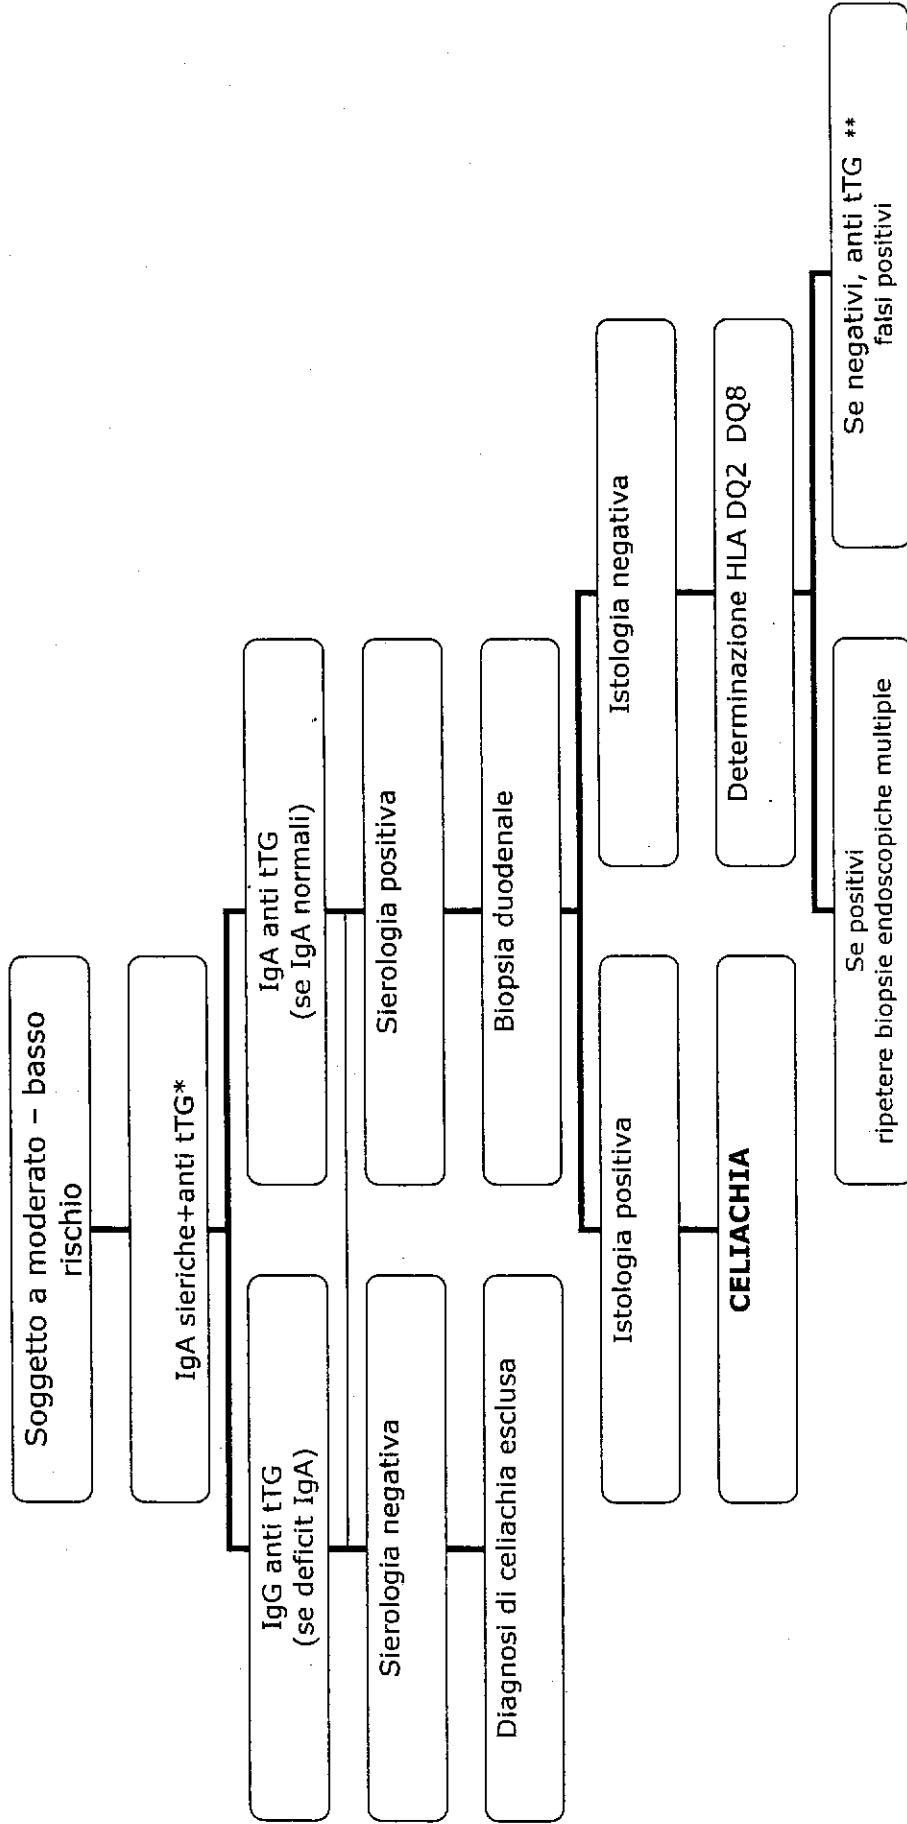 Soggetto a moderato – basso
rischio
IgA sieriche+anti tTG*
IgG anti tTG
(se deficit IgA)
IgA anti tTG
(se IgA normali)
Sierologia negativa
Sierologia positiva
Diagnosi di celiachia esclusa
Biopsia duodenale
Istologia positiva
Istologia negativa
CELIACHIA
Determinazione HLA DQ2 DQ8
Se positivi
ripetere biopsie endoscopiche multiple
Se negativi, anti tTG **
falsi positivi